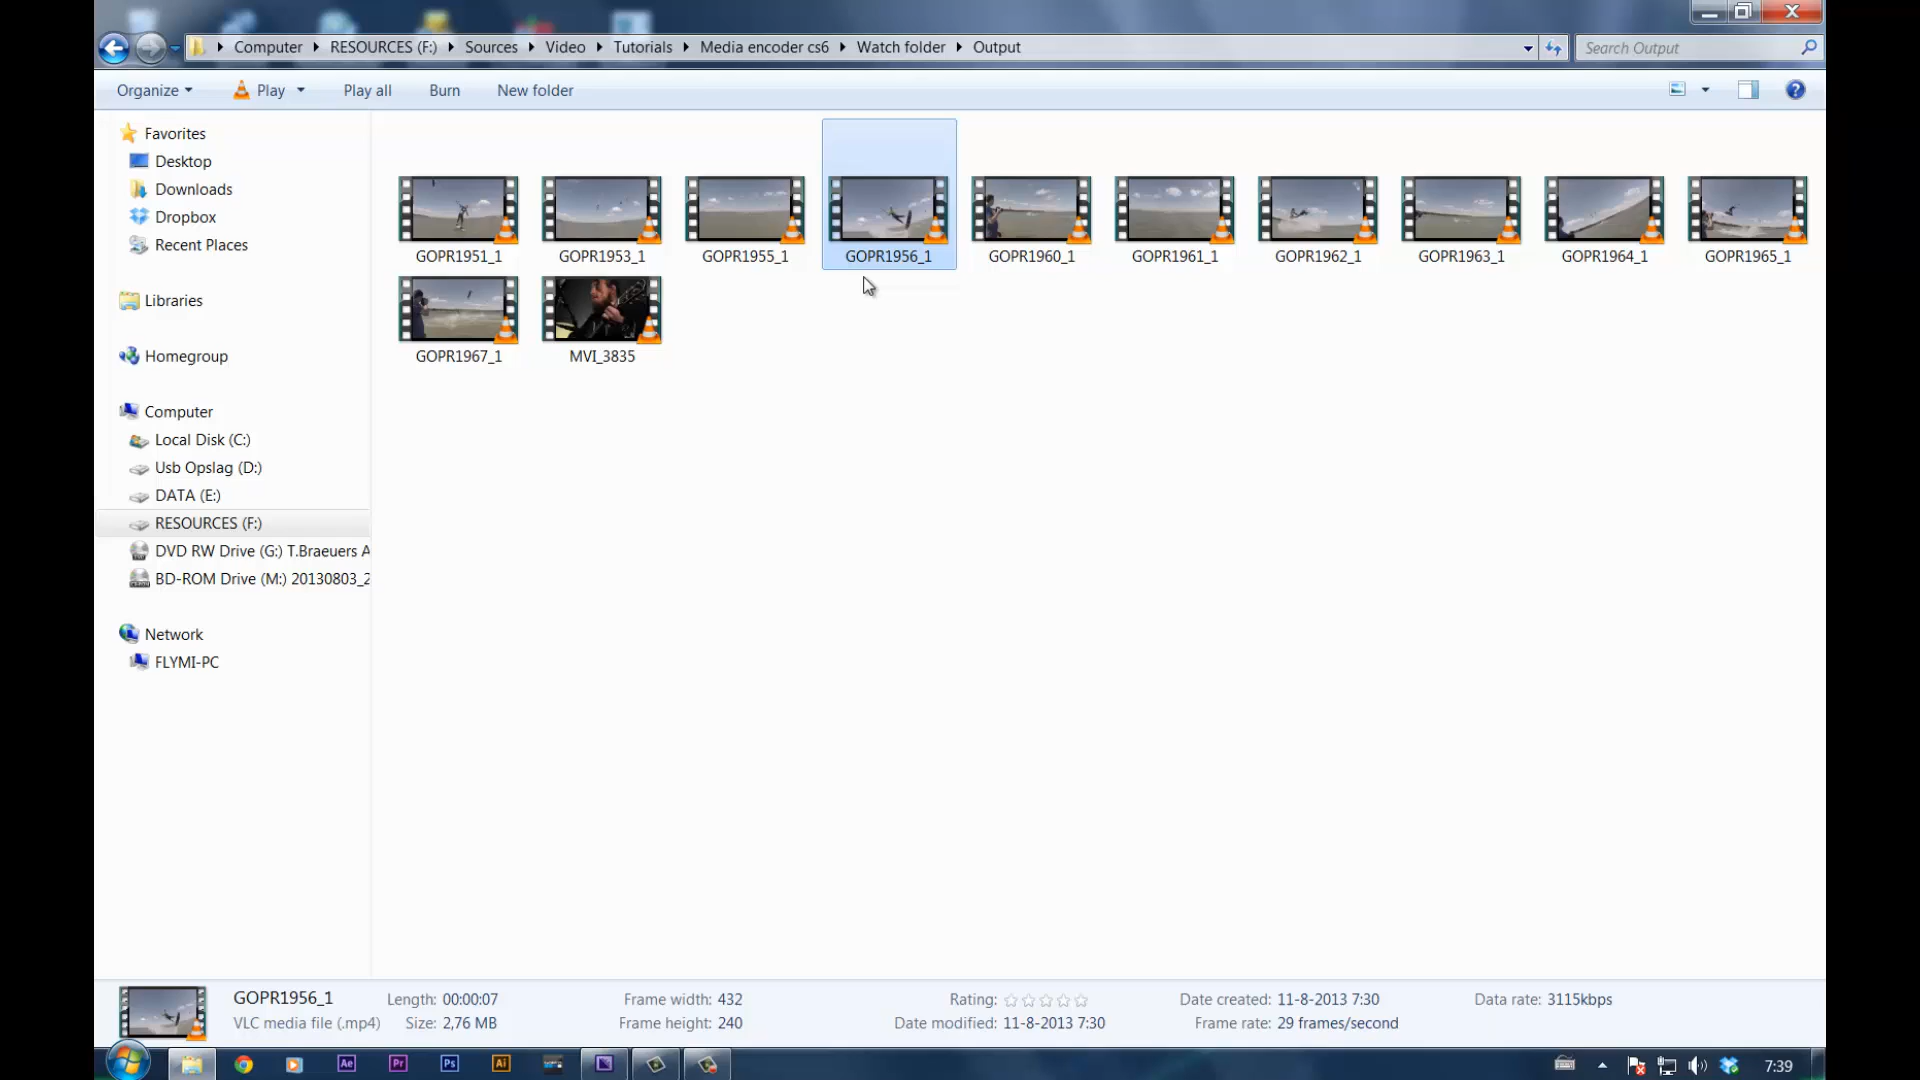 Computer RESOURCES (F:) Sources Video Tutorials Media encoder cs6 Watch folder Output
Search Output
Organize Play Play all Burn New folder
Favorites
Desktop
Downloads
Dropbox
Recent Places
Libraries
Homegroup
Computer
Local Disk (C:)
Usb Opslag (D:)
DATA (E:)
RESOURCES (F:)
DVD RW Drive (G:) T.Braeuers A
BD-ROM Drive (M:) 20130803_2
Network
FLYMI-PC
GOPR1951_1 GOPR1953_1 GOPR1955_1 GOPR1956_1 GOPR1960_1 GOPR1961_1 GOPR1962_1 GOPR1963_1 GOPR1964_1 GOPR1965_1
GOPR1967_1 MVI_3835
GOPR1956_1 Length: 00:00:07 Frame width: 432 Rating: Date created: 11-8-2013 7:30 Data rate: 3115kbps
VLC media file (.mp4) Size: 2,76 MB Frame height: 240 Date modified: 11-8-2013 7:30 Frame rate: 29 frames/second
Ae Pr Ps Ai 7:39